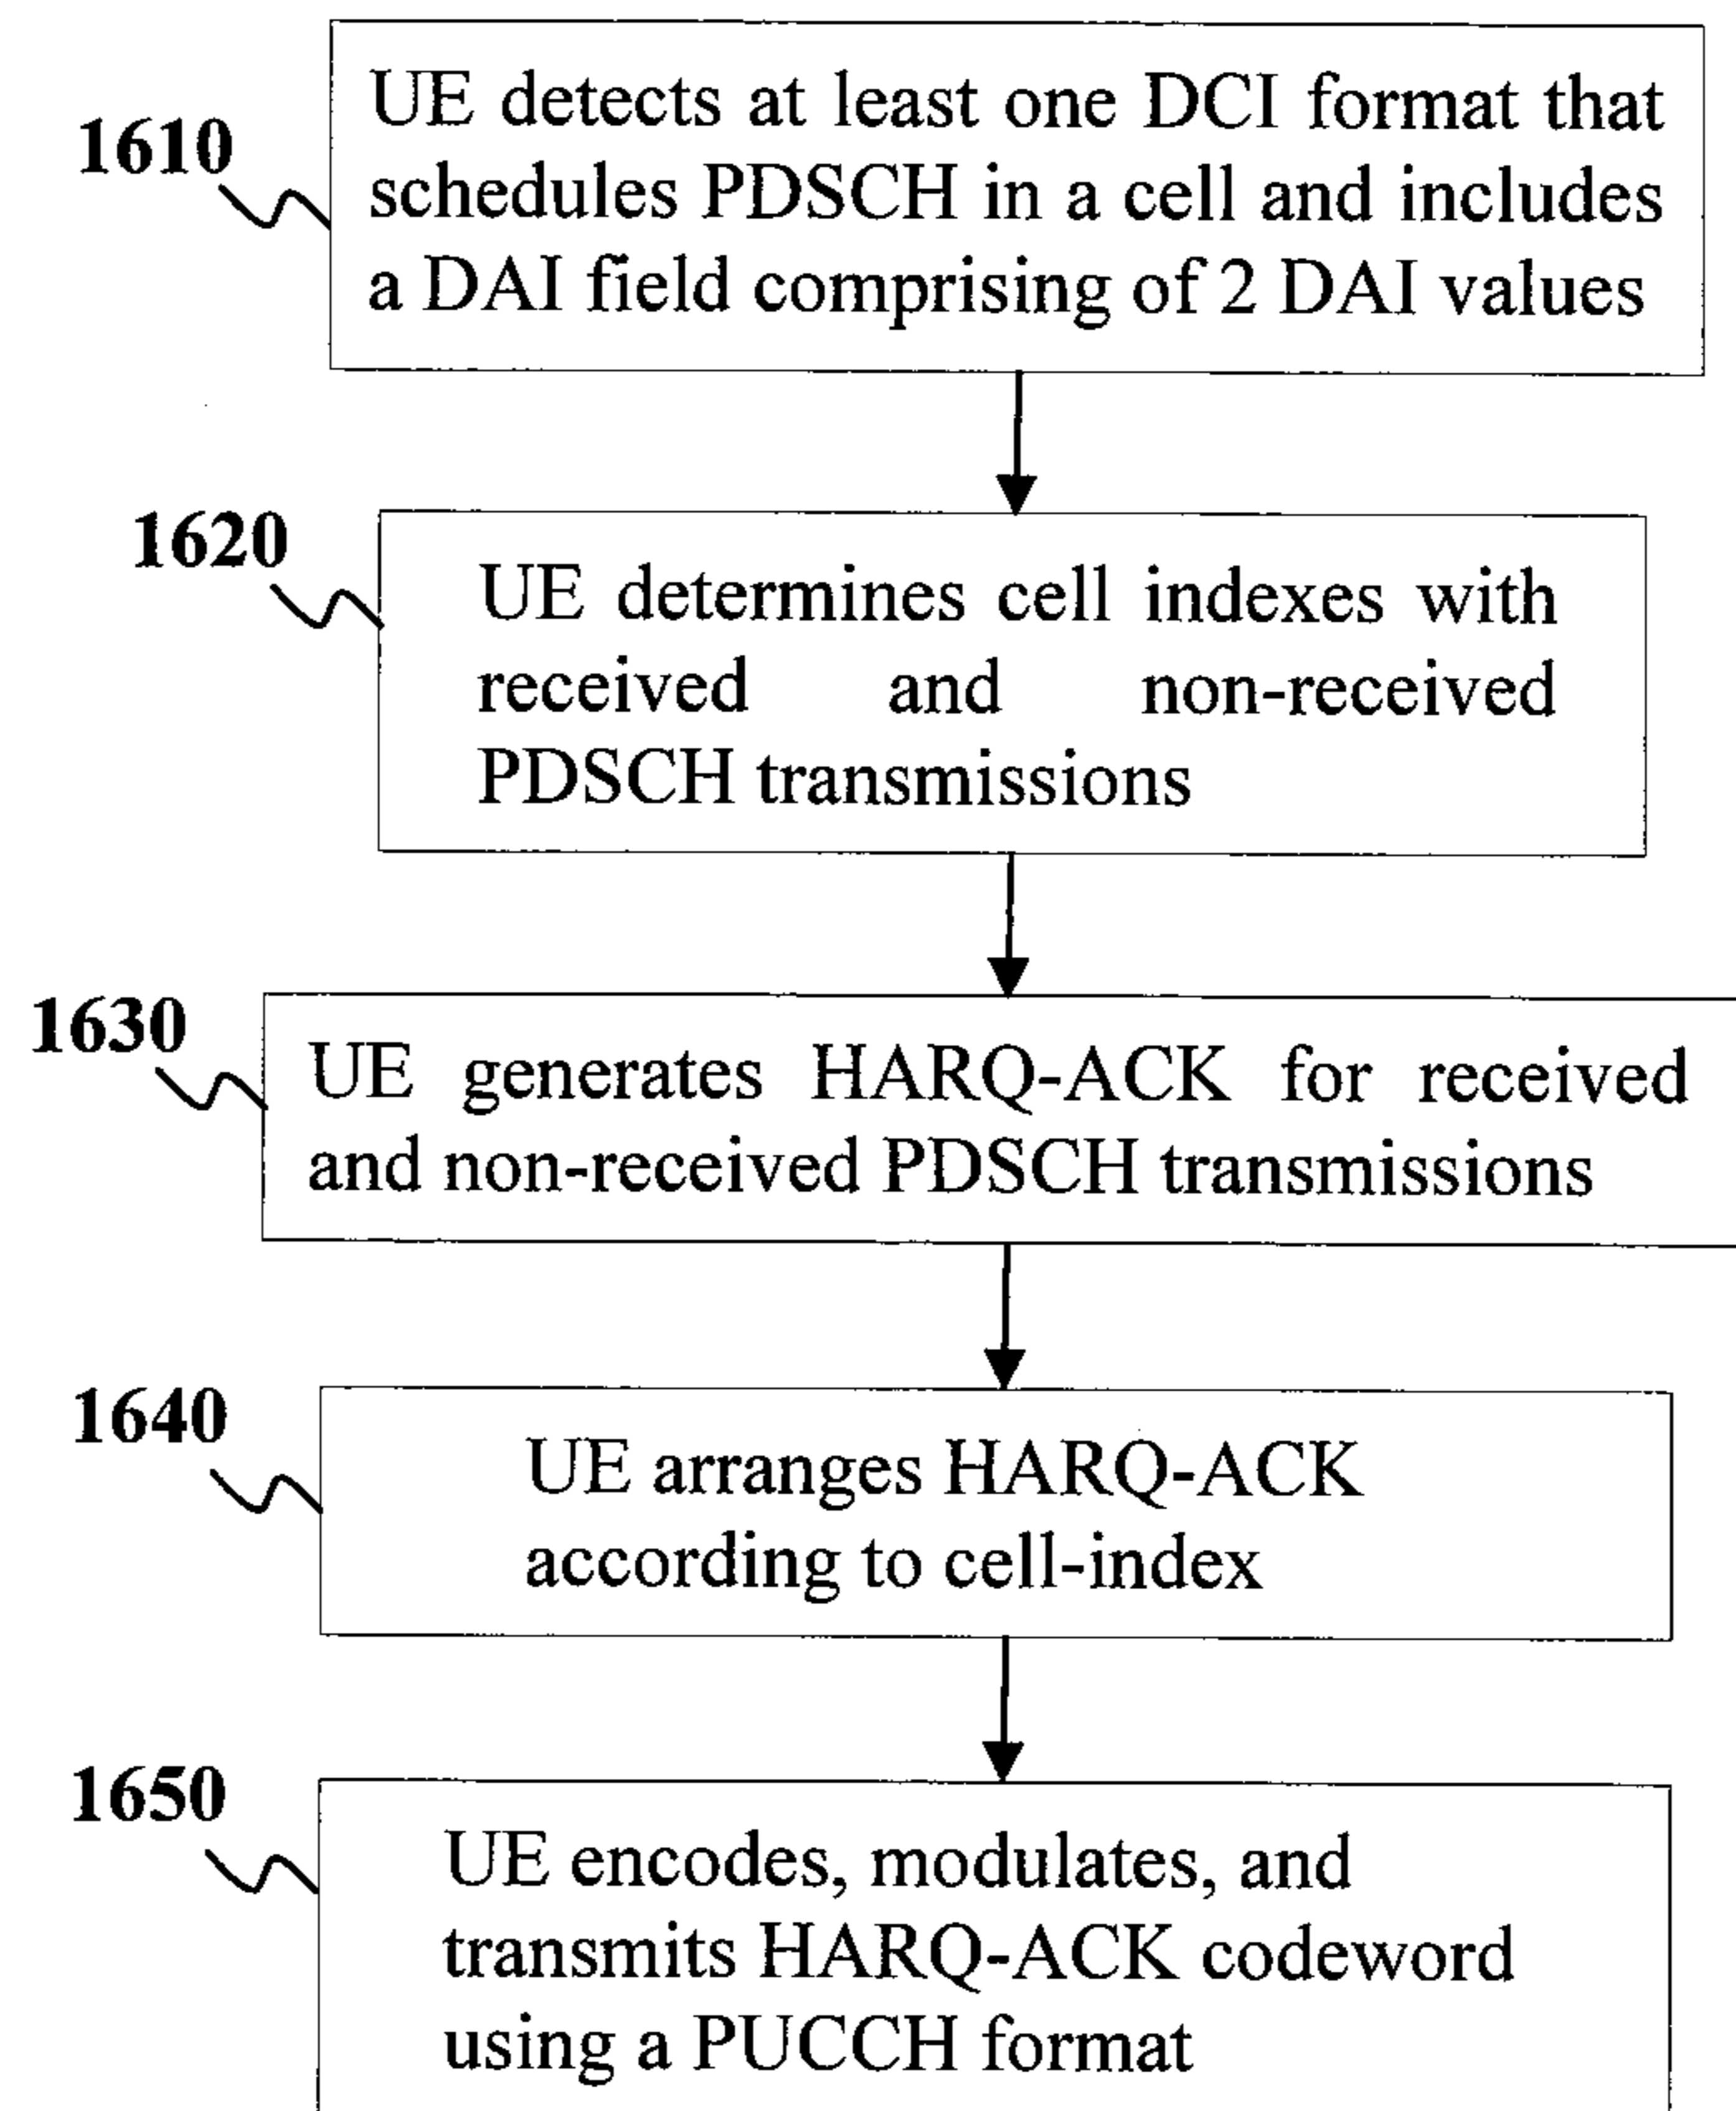 1610
UE detects at least one DCI format that
schedules PDSCH in a cell and includes
a DAI field comprising of 2 DAI values
1620
UE determines cell indexes with
received and non-received
PDSCH transmissions
1630
UE generates HARQ-ACK for received
and non-received PDSCH transmissions
1640
UE arranges HARQ-ACK
according to cell-index
1650
UE encodes, modulates, and
transmits HARQ-ACK codeword
using a PUCCH format